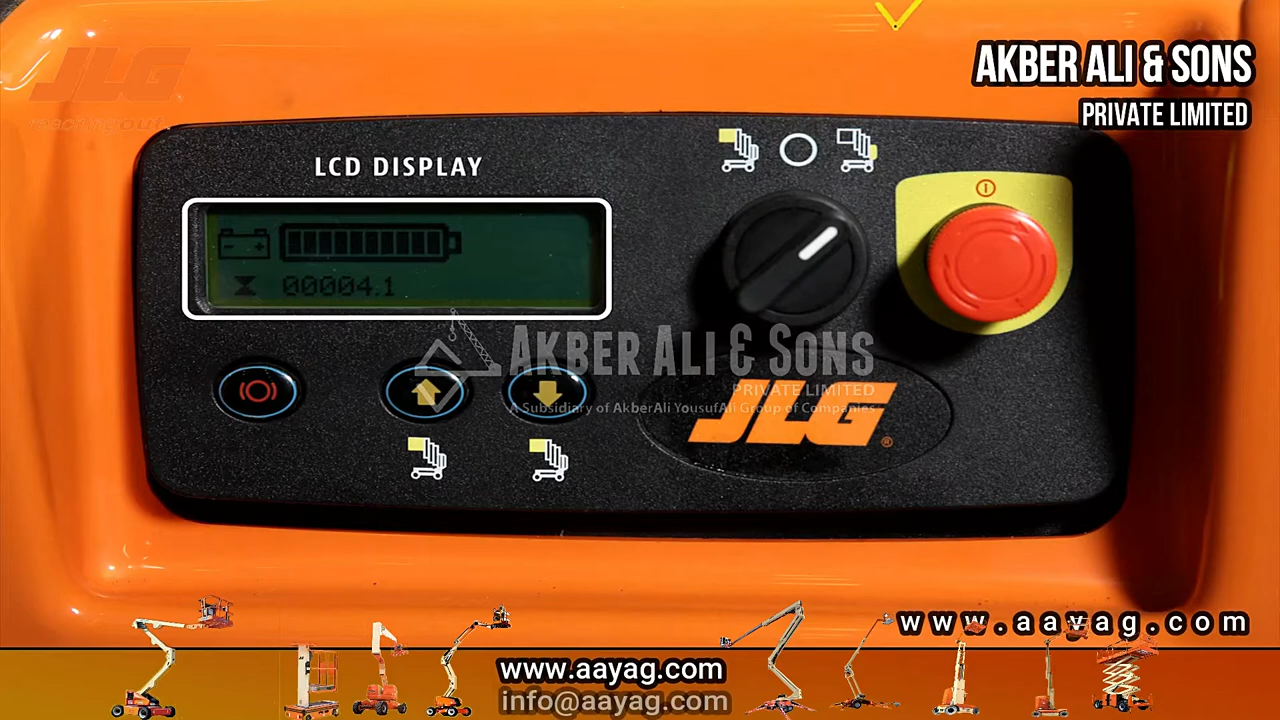 JLG
reachingout
AKBER ALI & SONS
PRIVATE LIMITED
LCD DISPLAY
00004.1
AKBER ALI & SONS
PRIVATE LIMITED
A Subsidiary of AkberAli YousufAli Group of Companies
JLG®
www.aayag.com
www.aayag.com
info@aayag.com